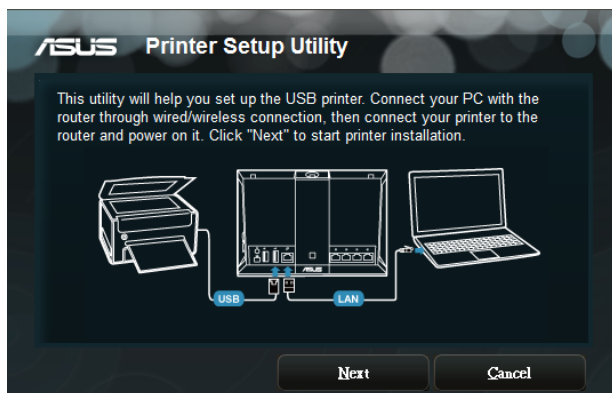 ASUS Printer Setup Utility
This utility will help you set up the USB printer. Connect your PC with the
router through wired/wireless connection, then connect your printer to the
router and power on it. Click "Next" to start printer installation.
ASUS
USB
LAN
Next
Cancel